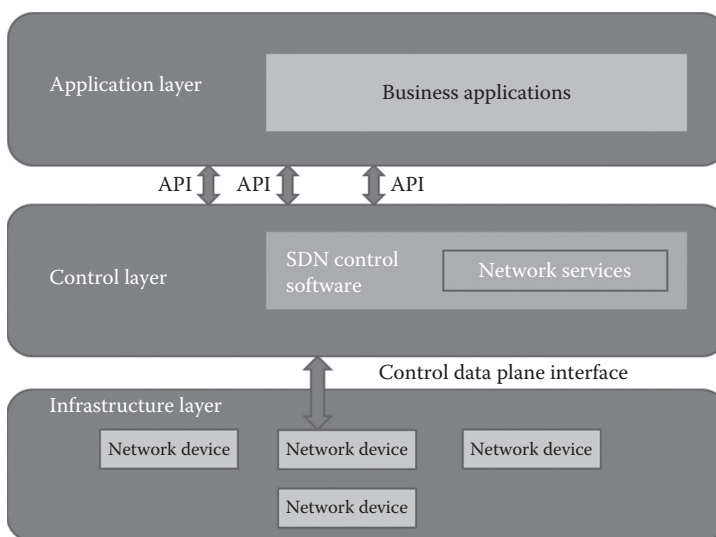 Application layer
Business applications
API
API
API
Control layer
SDN control
software
Network services
Control data plane interface
Infrastructure layer
Network device
Network device
Network device
Network device